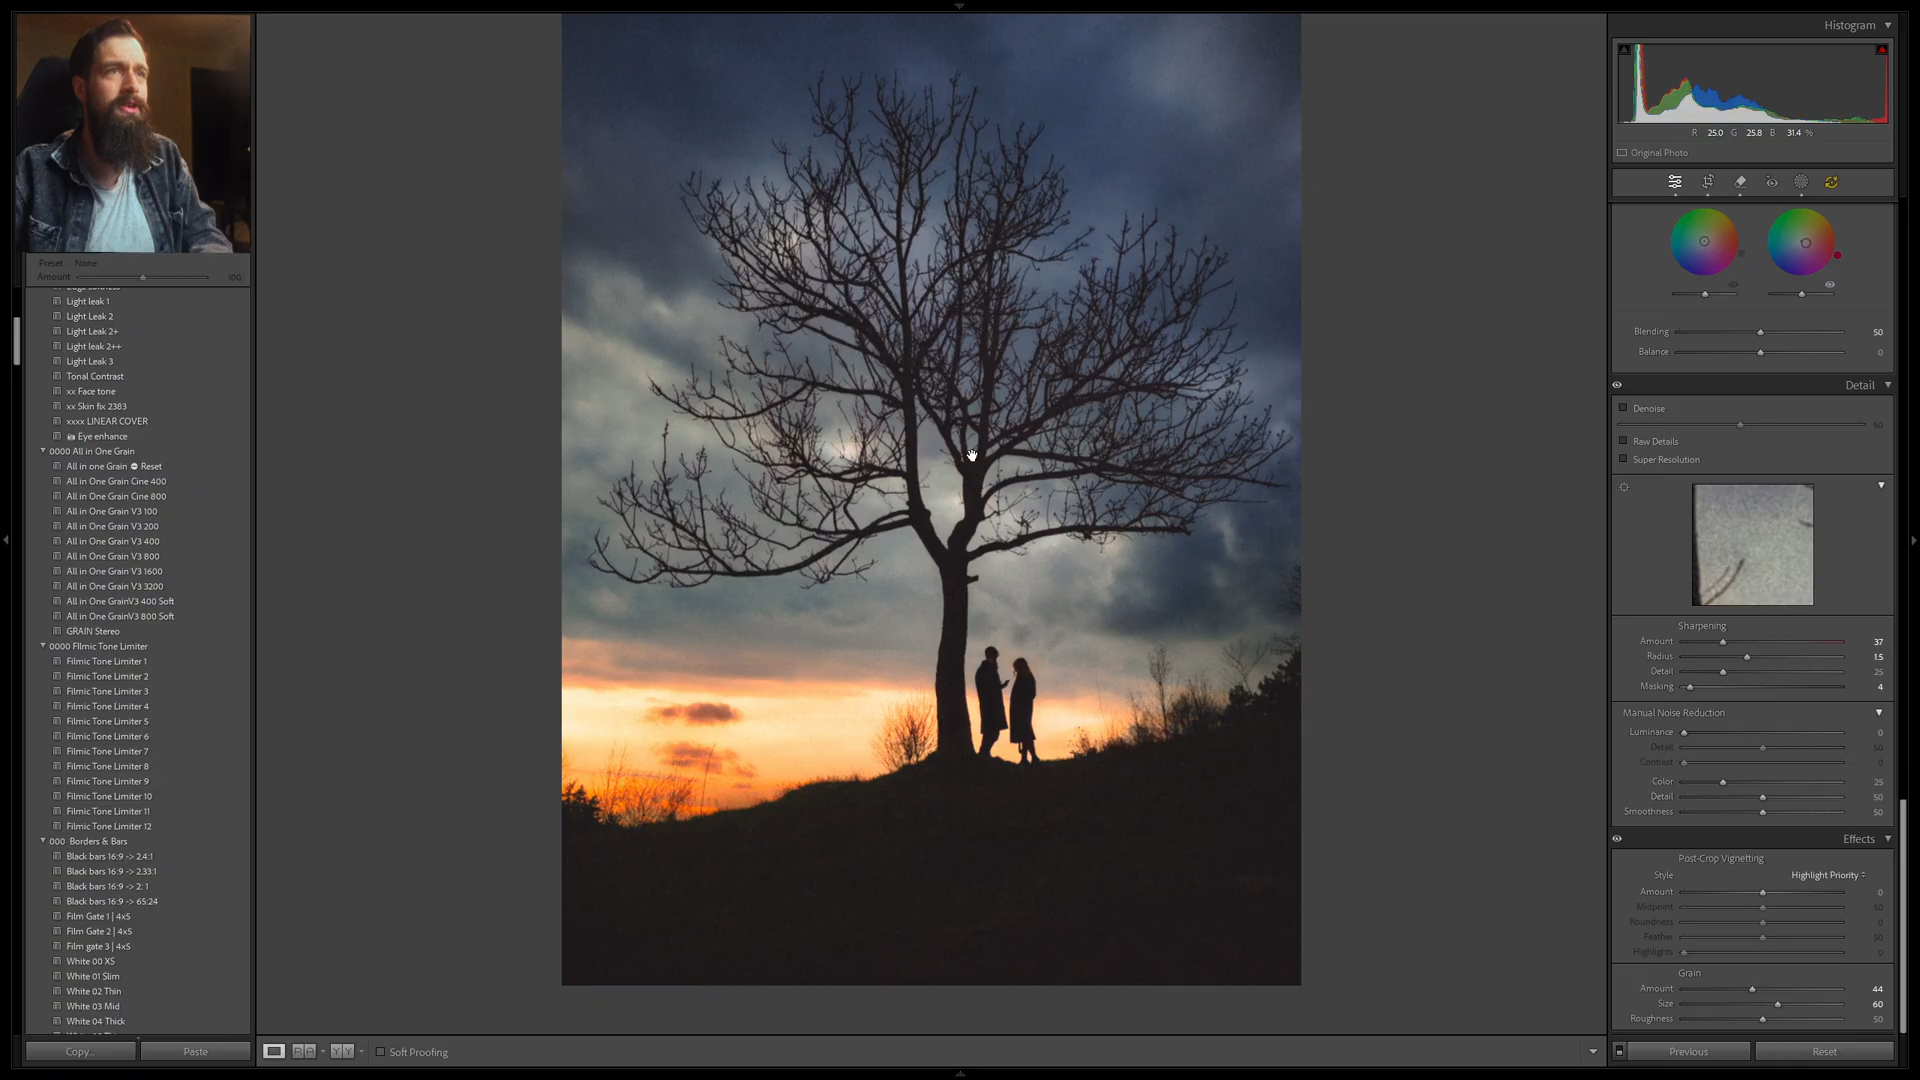 Histogram
R 25.0 G 25.8 B 31.4 %
Original Photo
Preset: None
Amount 100
Light leak 1
Light Leak 2
Light Leak 2+
Light leak 2++
Light Leak 3
Tonal Contrast
xx Face tone
xx Skin fix 2383
xxxx LINEAR COVER
Eye enhance
0000 All in One Grain
All in one Grain Reset
All in One Grain Cine 400
All in One Grain Cine 800
All in One Grain V3 100
All in One Grain V3 200
All in One Grain V3 400
All in One Grain V3 800
All in One Grain V3 1600
All in One Grain V3 3200
All in One GrainV3 400 Soft
All in One GrainV3 800 Soft
GRAIN Stereo
0000 FIlmic Tone Limiter
Filmic Tone Limiter 1
Filmic Tone Limiter 2
Filmic Tone Limiter 3
Filmic Tone Limiter 4
Filmic Tone Limiter 5
Filmic Tone Limiter 6
Filmic Tone Limiter 7
Filmic Tone Limiter 8
Filmic Tone Limiter 9
Filmic Tone Limiter 10
Filmic Tone Limiter 11
Filmic Tone Limiter 12
000 Borders & Bars
Black bars 16:9 -> 2.4:1
Black bars 16:9 -> 2.33:1
Black bars 16:9 -> 2: 1
Black bars 16:9 -> 65:24
Film Gate 1 | 4x5
Film Gate 2 | 4x5
Film gate 3 | 4x5
White 00 XS
White 01 Slim
White 02 Thin
White 03 Mid
White 04 Thick
Copy...
Paste
Soft Proofing
Blending 50
Balance 0
Detail
Denoise
50
Raw Details
Super Resolution
Sharpening
Amount 37
Radius 1.5
Detail 25
Masking 4
Manual Noise Reduction
Luminance 0
Detail 50
Contrast 0
Color 25
Detail 50
Smoothness 50
Effects
Post-Crop Vignetting
Style Highlight Priority
Amount 0
Midpoint 50
Roundness 0
Feather 50
Highlights 0
Grain
Amount 44
Size 60
Roughness 50
Previous
Reset